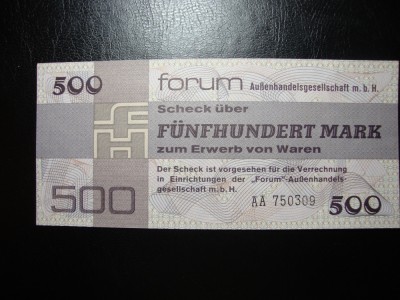 500
forum Außenhandelsgesellschaft m. b. H.
Scheck über
FÜNFHUNDERT MARK
zum Erwerb von Waren
Der Scheck ist vorgesehen für die Verrechnung
in Einrichtungen der „Forum"-Außenhandels-
gesellschaft m. b. H.
500
AA 750309
500